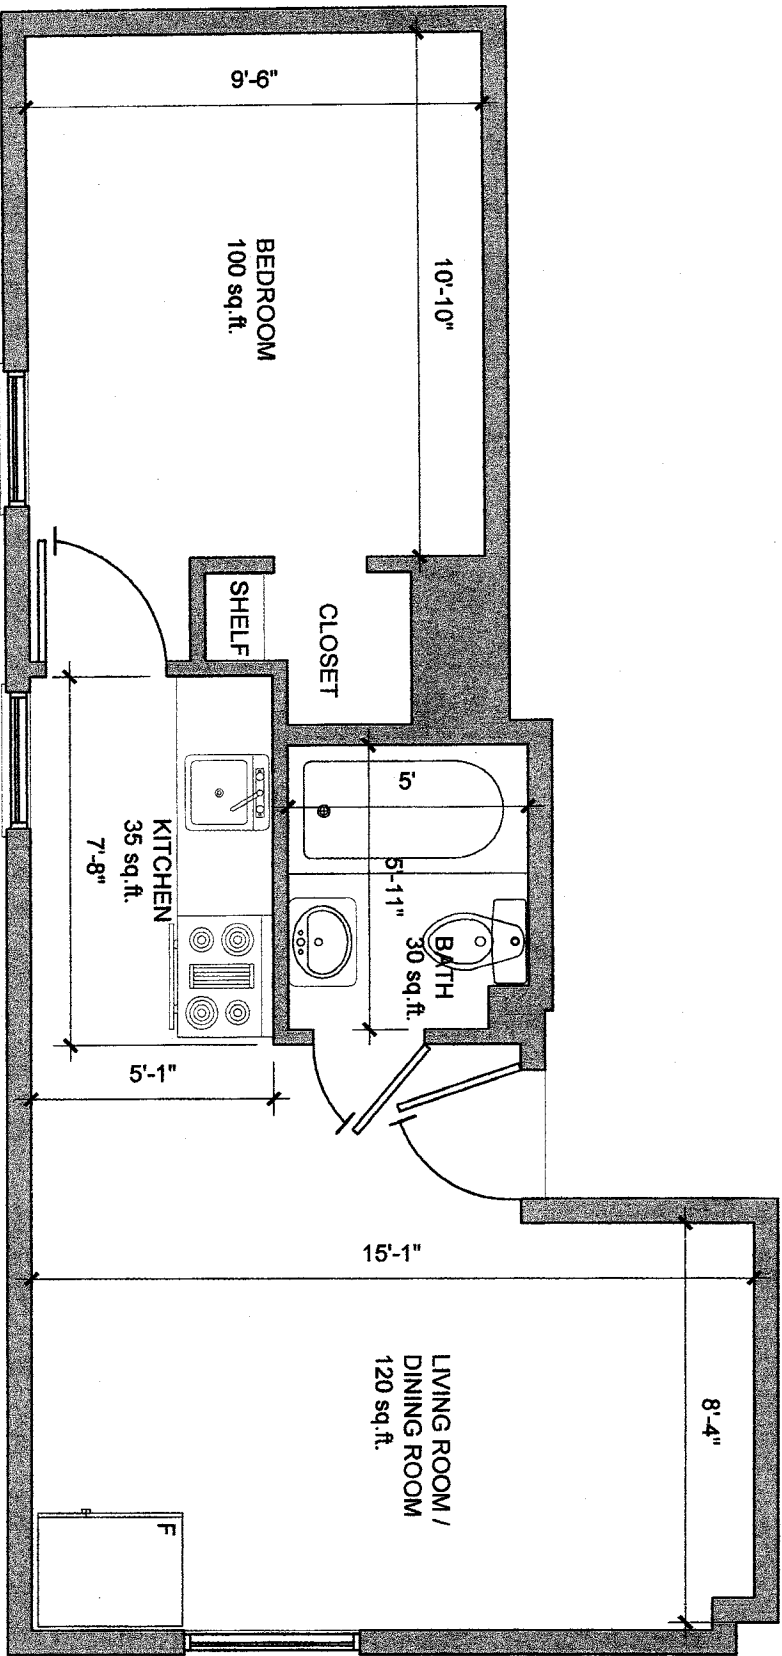 9'-6"
10'-10"
BEDROOM
100 sq.ft.
SHELF
CLOSET
5'
5'-11"
BATH
30 sq.ft.
KITCHEN
35 sq.ft.
7'-8"
5'-1"
15'-1"
8'-4"
LIVING ROOM /
DINING ROOM
120 sq.ft.
F